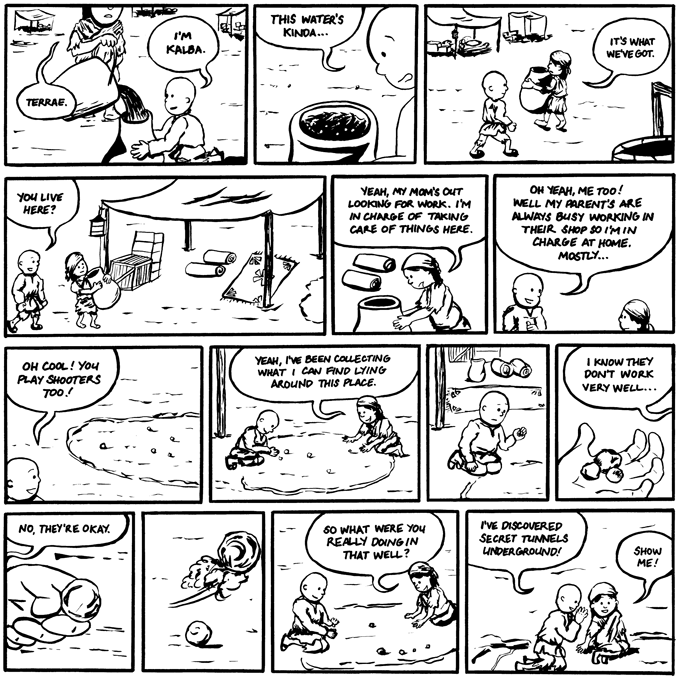 TERRAE.
I'M
KALBA.
THIS WATER'S
KINDA...
IT'S WHAT
WE'VE GOT.
YOU LIVE
HERE?
YEAH, MY MOM'S OUT
LOOKING FOR WORK. I'M
IN CHARGE OF TAKING
CARE OF THINGS HERE.
OH YEAH, ME TOO!
WELL MY PARENT'S ARE
ALWAYS BUSY WORKING IN
THEIR SHOP SO I'M IN
CHARGE AT HOME.
MOSTLY...
OH COOL! YOU
PLAY SHOOTERS
TOO!
YEAH, I'VE BEEN COLLECTING
WHAT I CAN FIND LYING
AROUND THIS PLACE.
I KNOW THEY
DON'T WORK
VERY WELL...
NO, THEY'RE OKAY.
SO WHAT WERE YOU
REALLY DOING IN
THAT WELL?
I'VE DISCOVERED
SECRET TUNNELS
UNDERGROUND!
SHOW
ME!